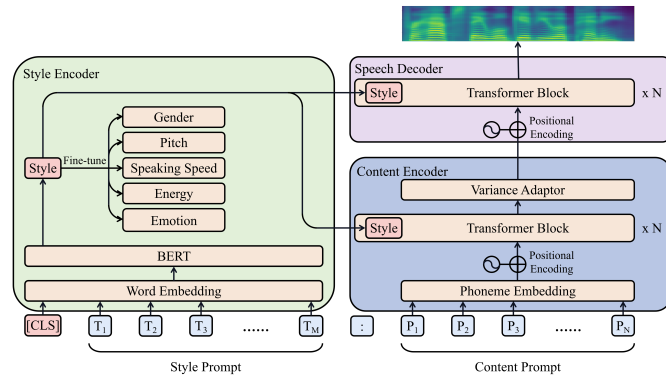 Style Encoder
Gender
Pitch
Style
Fine-tune
Speaking Speed
Energy
Emotion
BERT
Word Embedding
[CLS]
T1
T2
T3
......
TM
Style Prompt
Speech Decoder
Style
Transformer Block
x N
Positional
Encoding
Content Encoder
Variance Adaptor
Style
Transformer Block
x N
Positional
Encoding
Phoneme Embedding
:
P1
P2
P3
......
PN
Content Prompt